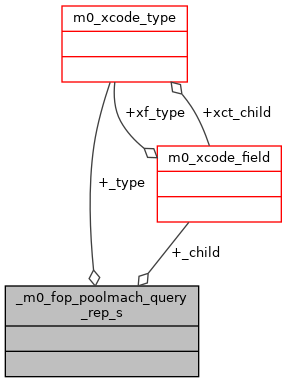 m0_xcode_type
+xf_type
+xct_child
m0_xcode_field
+_type
+_child
_m0_fop_poolmach_query
_rep_s